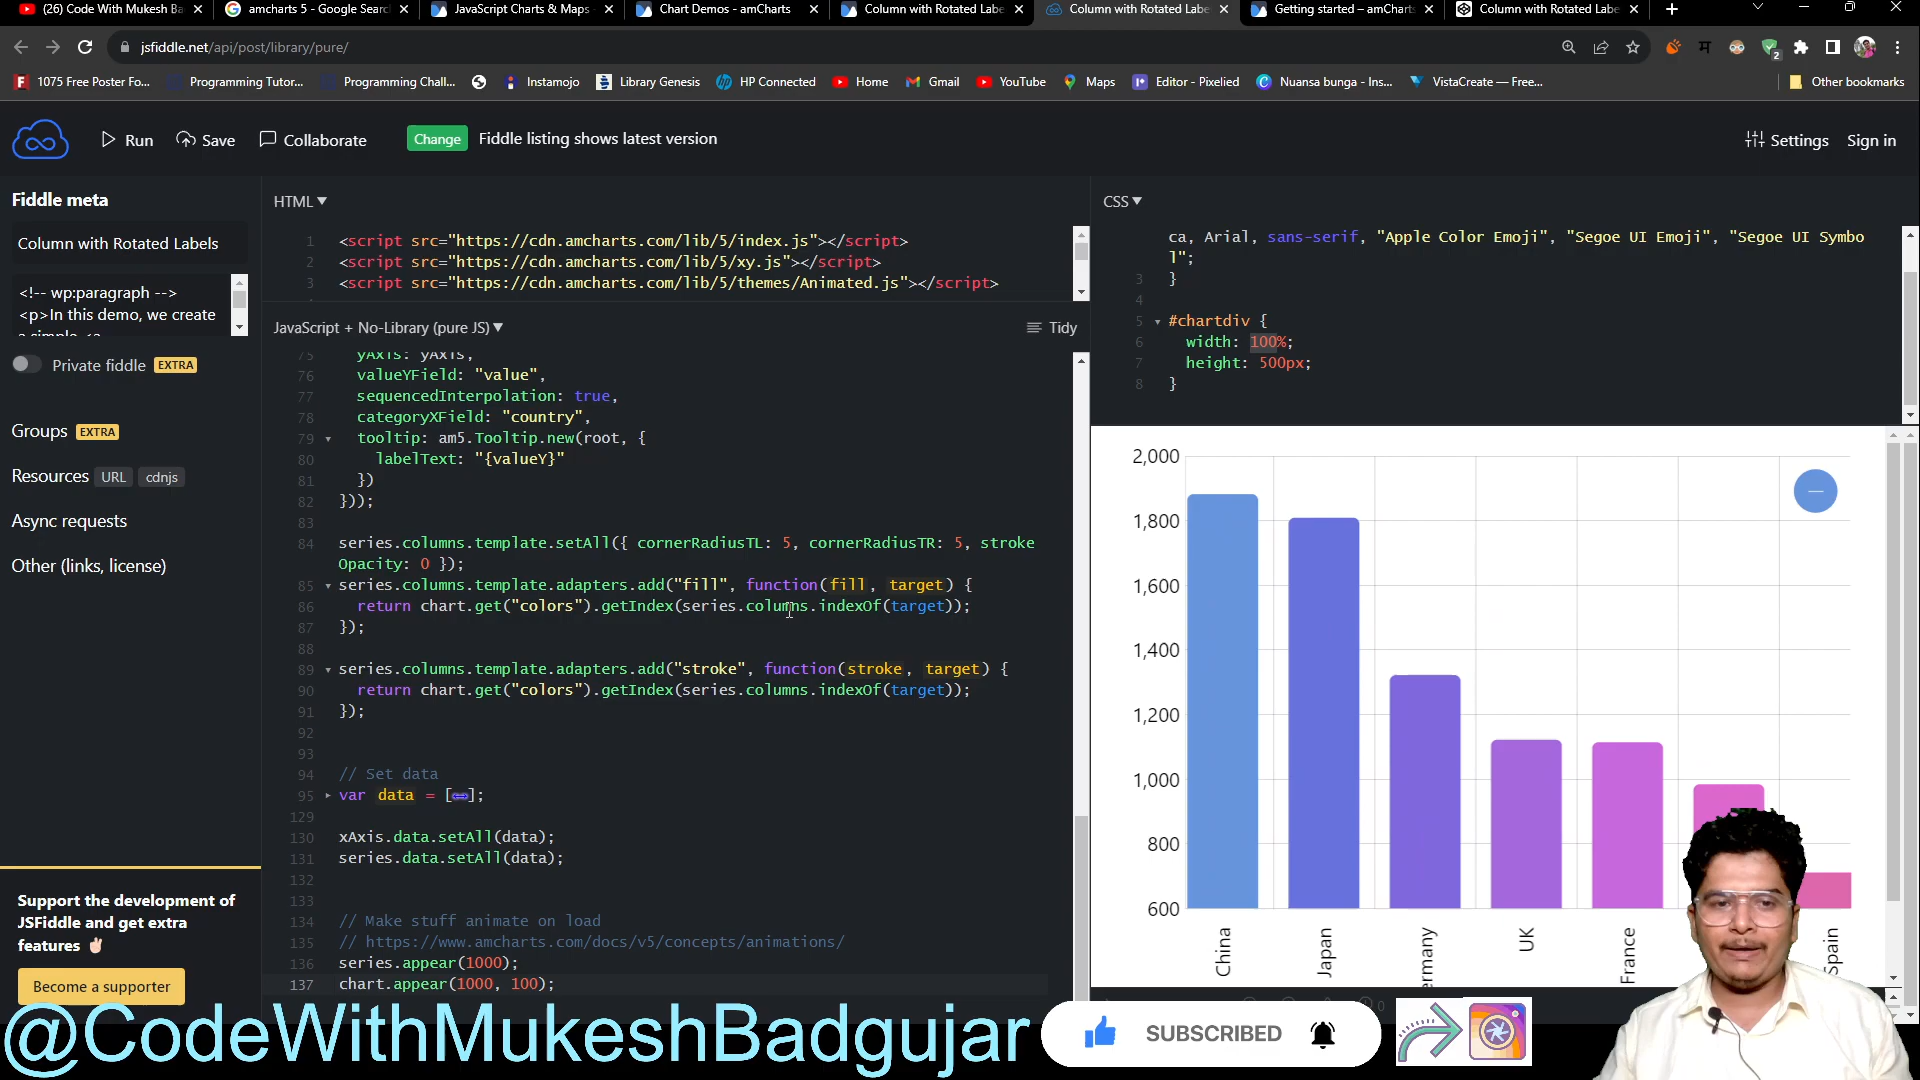 (26) Code With Mukesh Ba
amcharts 5 - Google Searc
JavaScript Charts & Maps
Chart Demos - amCharts
Column with Rotated Labe
Column with Rotated Labe
Getting started – amChart
Column with Rotated Labe
jsfiddle.net/api/post/library/pure/
1075 Free Poster Fo...
Programming Tutor...
Programming Chall...
Instamojo
Library Genesis
HP Connected
Home
Gmail
YouTube
Maps
Editor - Pixelied
Nuansa bunga - Ins...
VistaCreate — Free...
Other bookmarks
Run
Save
Collaborate
Change
Fiddle listing shows latest version
Settings
Sign in
Fiddle meta
Column with Rotated Labels
<!-- wp:paragraph -->
<p>In this demo, we create
Private fiddle EXTRA
Groups EXTRA
Resources URL cdnjs
Async requests
Other (links, license)
Support the development of
JSFiddle and get extra
features
Become a supporter
HTML
1 <script src="https://cdn.amcharts.com/lib/5/index.js"></script>
2 <script src="https://cdn.amcharts.com/lib/5/xy.js"></script>
3 <script src="https://cdn.amcharts.com/lib/5/themes/Animated.js"></script>
JavaScript + No-Library (pure JS)
Tidy
75 yAxis: yAxis,
76 valueYField: "value",
77 sequencedInterpolation: true,
78 categoryXField: "country",
79 tooltip: am5.Tooltip.new(root, {
80 labelText: "{valueY}"
81 })
82 }));
83
84 series.columns.template.setAll({ cornerRadiusTL: 5, cornerRadiusTR: 5, stroke
Opacity: 0 });
85 series.columns.template.adapters.add("fill", function(fill, target) {
86 return chart.get("colors").getIndex(series.columns.indexOf(target));
87 });
88
89 series.columns.template.adapters.add("stroke", function(stroke, target) {
90 return chart.get("colors").getIndex(series.columns.indexOf(target));
91 });
92
93
94 // Set data
95 var data = [↔];
129
130 xAxis.data.setAll(data);
131 series.data.setAll(data);
132
133
134 // Make stuff animate on load
135 // https://www.amcharts.com/docs/v5/concepts/animations/
136 series.appear(1000);
137 chart.appear(1000, 100);
CSS
ca, Arial, sans-serif, "Apple Color Emoji", "Segoe UI Emoji", "Segoe UI Symbo
l";
3 }
4
5 #chartdiv {
6 width: 100%;
7 height: 500px;
8 }
2,000
1,800
1,600
1,400
1,200
1,000
800
600
China
Japan
ermany
UK
France
Spain
@CodeWithMukeshBadgujar
SUBSCRIBED